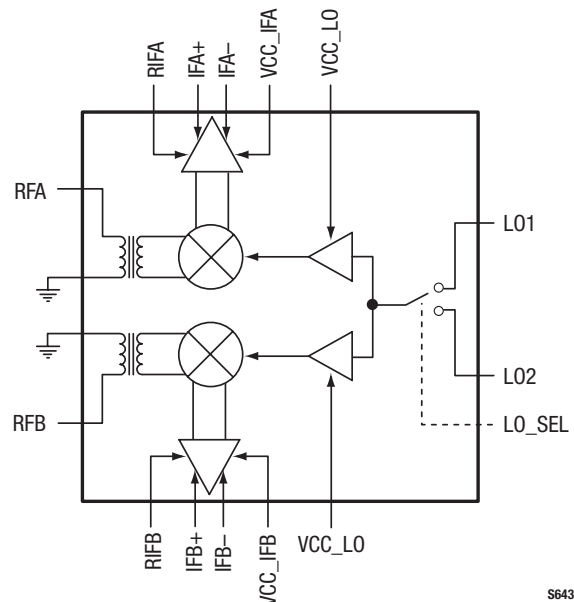 RIFA
IFA+
IFA–
VCC_IFA
VCC_LO
RFA
LO1
LO2
RFB
LO_SEL
RIFB
IFB+
IFB–
VCC_IFB
VCC_LO
S643